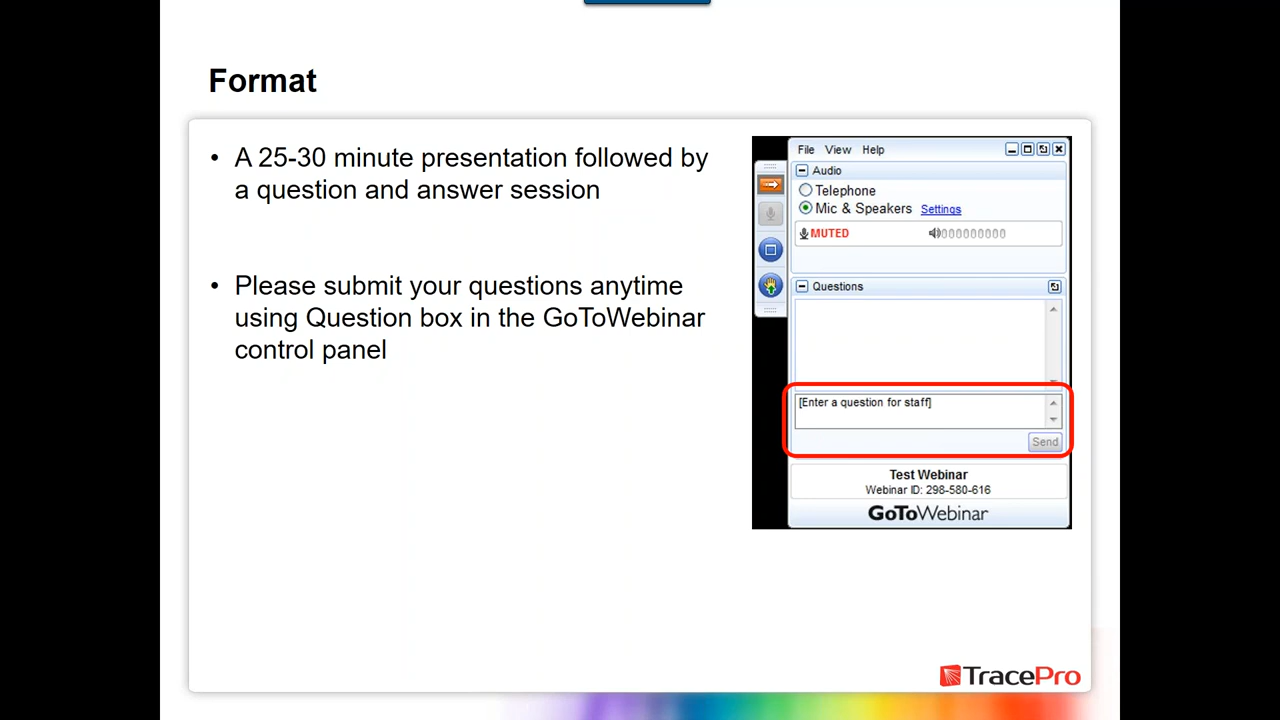 Format
• A 25-30 minute presentation followed by
a question and answer session
• Please submit your questions anytime
using Question box in the GoToWebinar
control panel
File View Help
Audio
Telephone
Mic & Speakers Settings
MUTED
000000000
Questions
[Enter a question for staff]
Send
Test Webinar
Webinar ID: 298-580-616
GoToWebinar
TracePro